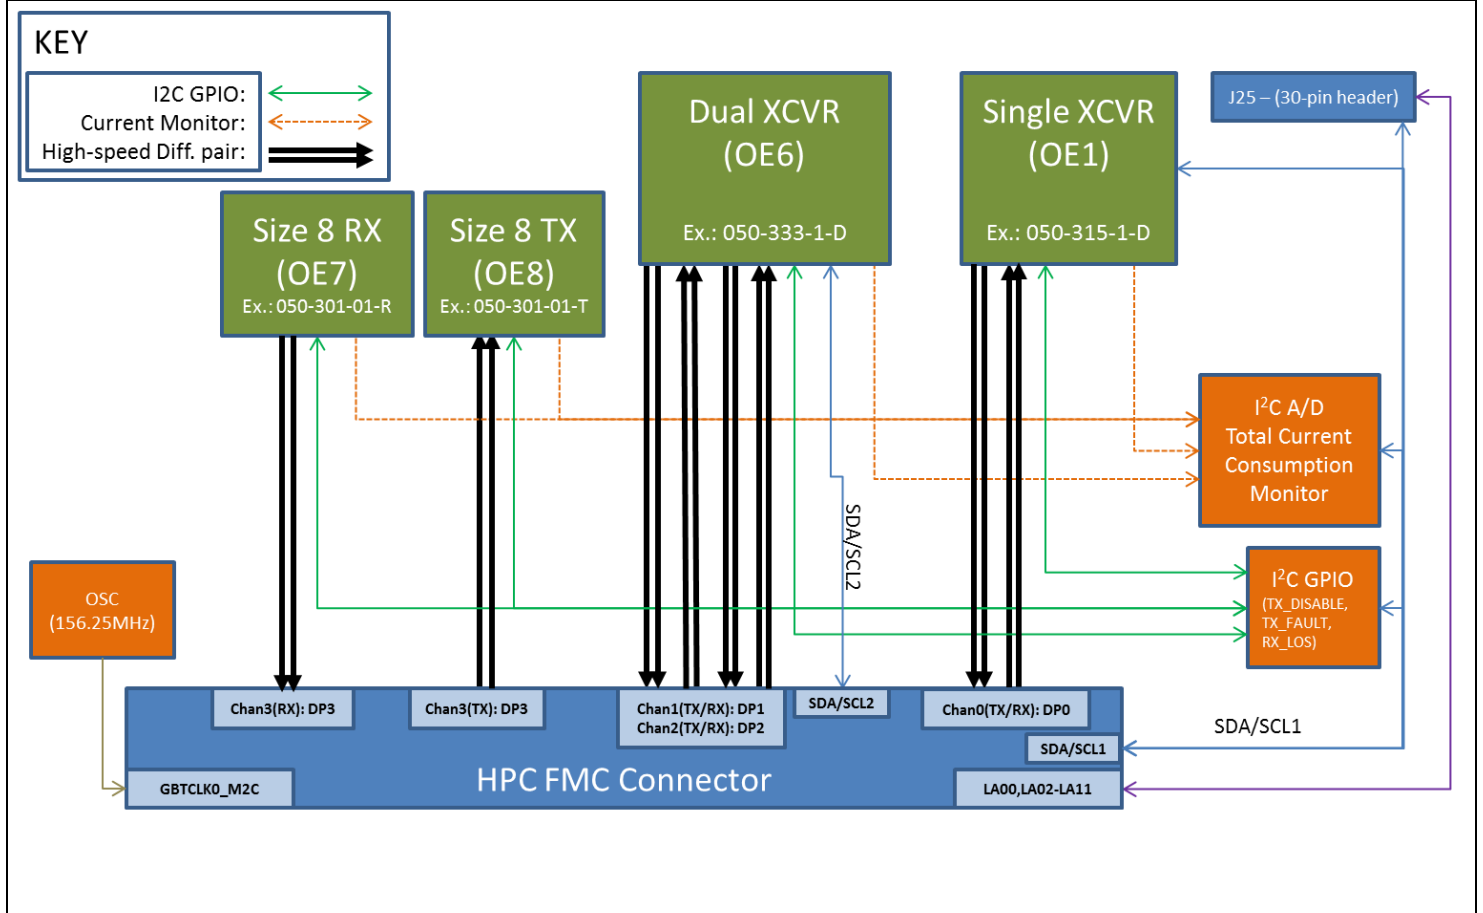 KEY
I2C GPIO:
Current Monitor:
High-speed Diff. pair:
Size 8 RX
(OE7)
Ex.: 050-301-01-R
Size 8 TX
(OE8)
Ex.: 050-301-01-T
Dual XCVR
(OE6)
Ex.: 050-333-1-D
Single XCVR
(OE1)
Ex.: 050-315-1-D
J25 – (30-pin header)
I²C A/D
Total Current
Consumption
Monitor
SDA/SCL2
I²C GPIO
(TX_DISABLE,
TX_FAULT,
RX_LOS)
OSC
(156.25MHz)
Chan3(RX): DP3
Chan3(TX): DP3
Chan1(TX/RX): DP1
Chan2(TX/RX): DP2
SDA/SCL2
Chan0(TX/RX): DP0
SDA/SCL1
SDA/SCL1
GBTCLK0_M2C
HPC FMC Connector
LA00,LA02-LA11